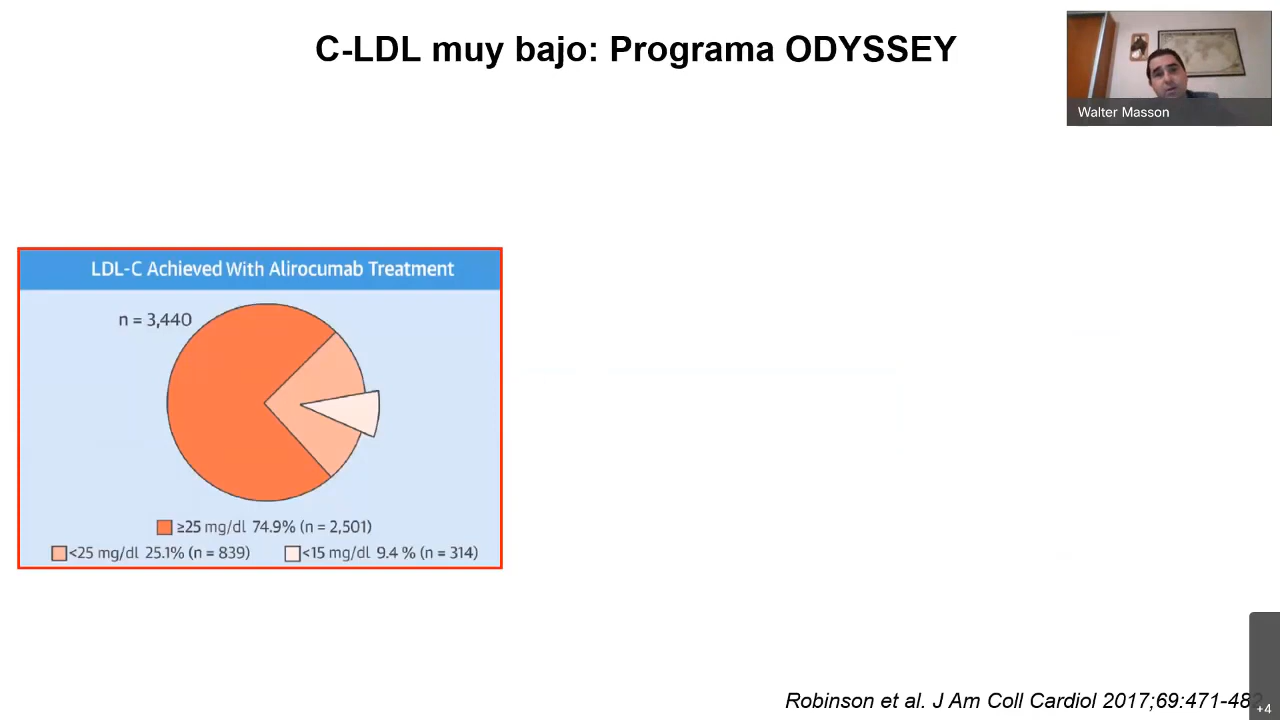 C-LDL muy bajo: Programa ODYSSEY
Walter Masson
LDL-C Achieved With Alirocumab Treatment
n = 3,440
≥25 mg/dl 74.9% (n = 2,501)
<25 mg/dl 25.1% (n = 839)
<15 mg/dl 9.4 % (n = 314)
Robinson et al. J Am Coll Cardiol 2017;69:471-482
+4